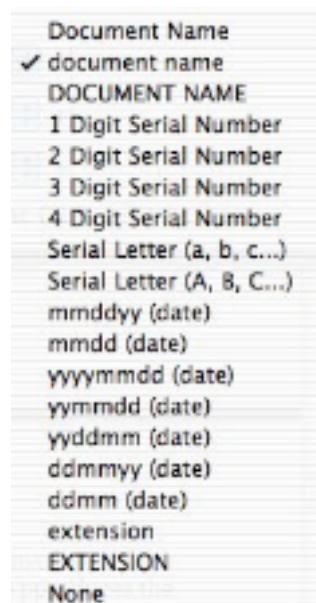 Document Name
✓ document name
DOCUMENT NAME
1 Digit Serial Number
2 Digit Serial Number
3 Digit Serial Number
4 Digit Serial Number
Serial Letter (a, b, c...)
Serial Letter (A, B, C...)
mmddyy (date)
mmdd (date)
yyyymmdd (date)
yymmdd (date)
yyddmm (date)
ddmmyy (date)
ddmm (date)
extension
EXTENSION
None